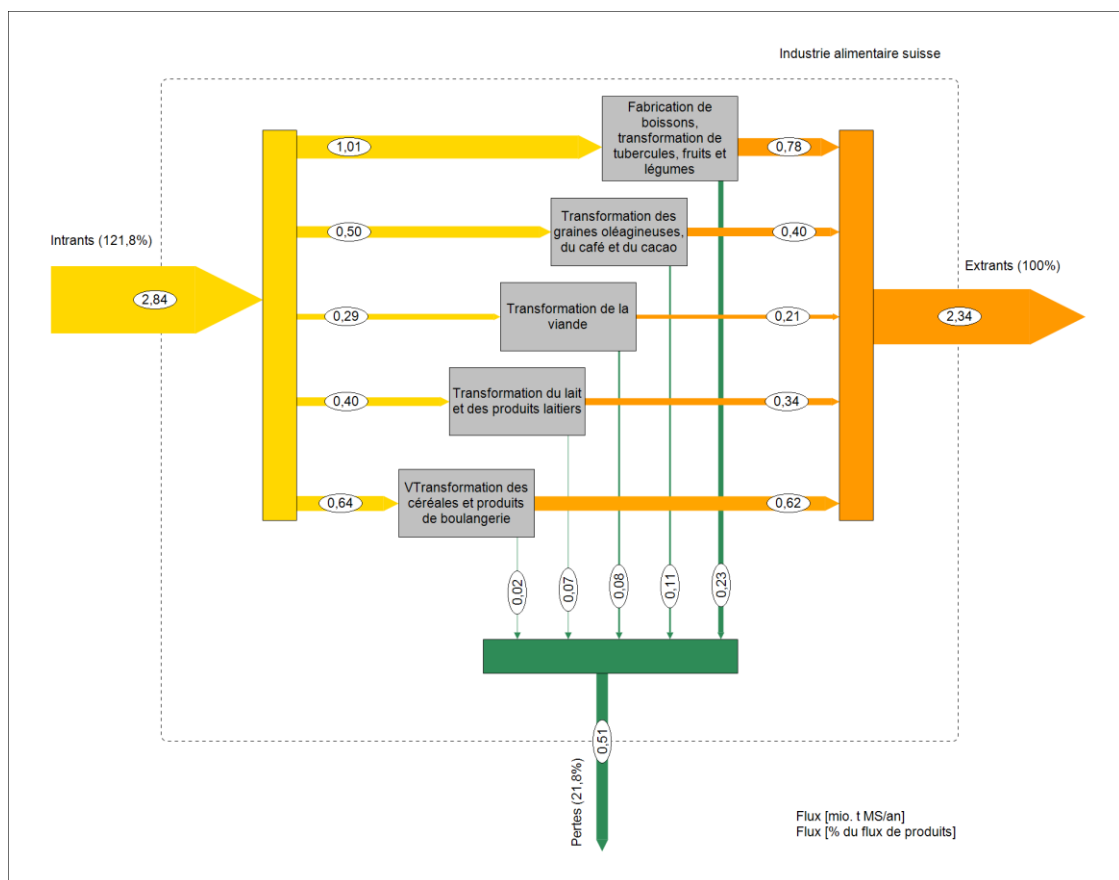 Industrie alimentaire suisse
Fabrication de
boissons,
transformation de
tubercules, fruits et
légumes
1,01
0,78
Transformation des
graines oléagineuses,
du café et du cacao
0,50
0,40
Intrants (121,8%)
Extrants (100%)
2,84
Transformation de la
viande
0,29
0,21
2,34
Transformation du lait
et des produits laitiers
0,40
0,34
VTransformation des
céréales et produits
de boulangerie
0,64
0,62
0,02
0,07
0,08
0,11
0,23
0,51
Pertes (21,8%)
Flux [mio. t MS/an]
Flux [% du flux de produits]